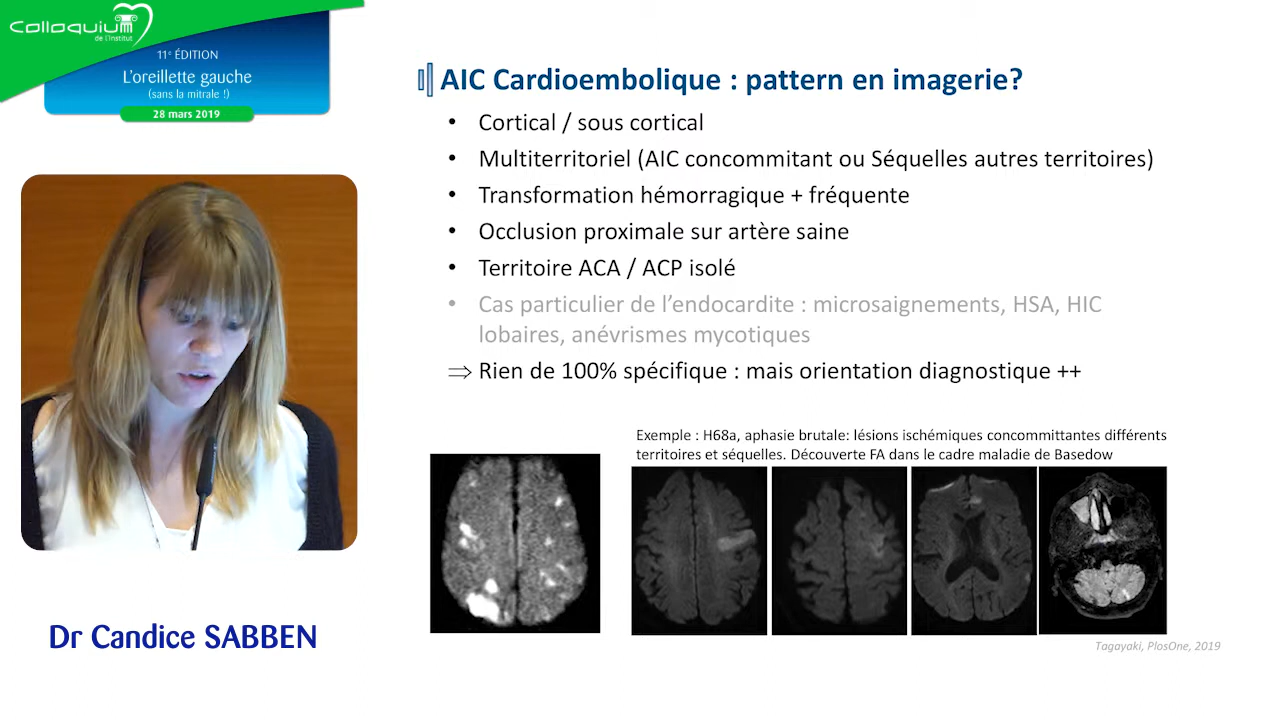 Colloquium
de l'Institut
11e ÉDITION
L'oreillette gauche
(sans la mitrale !)
28 mars 2019
AIC Cardioembolique : pattern en imagerie?
• Cortical / sous cortical
• Multiterritoriel (AIC concommitant ou Séquelles autres territoires)
• Transformation hémorragique + fréquente
• Occlusion proximale sur artère saine
• Territoire ACA / ACP isolé
• Cas particulier de l'endocardite : microsaignements, HSA, HIC
lobaires, anévrismes mycotiques
⇒ Rien de 100% spécifique : mais orientation diagnostique ++
Exemple : H68a, aphasie brutale: lésions ischémiques concommittantes différents
territoires et séquelles. Découverte FA dans le cadre maladie de Basedow
Tagayaki, PlosOne, 2019
Dr Candice SABBEN